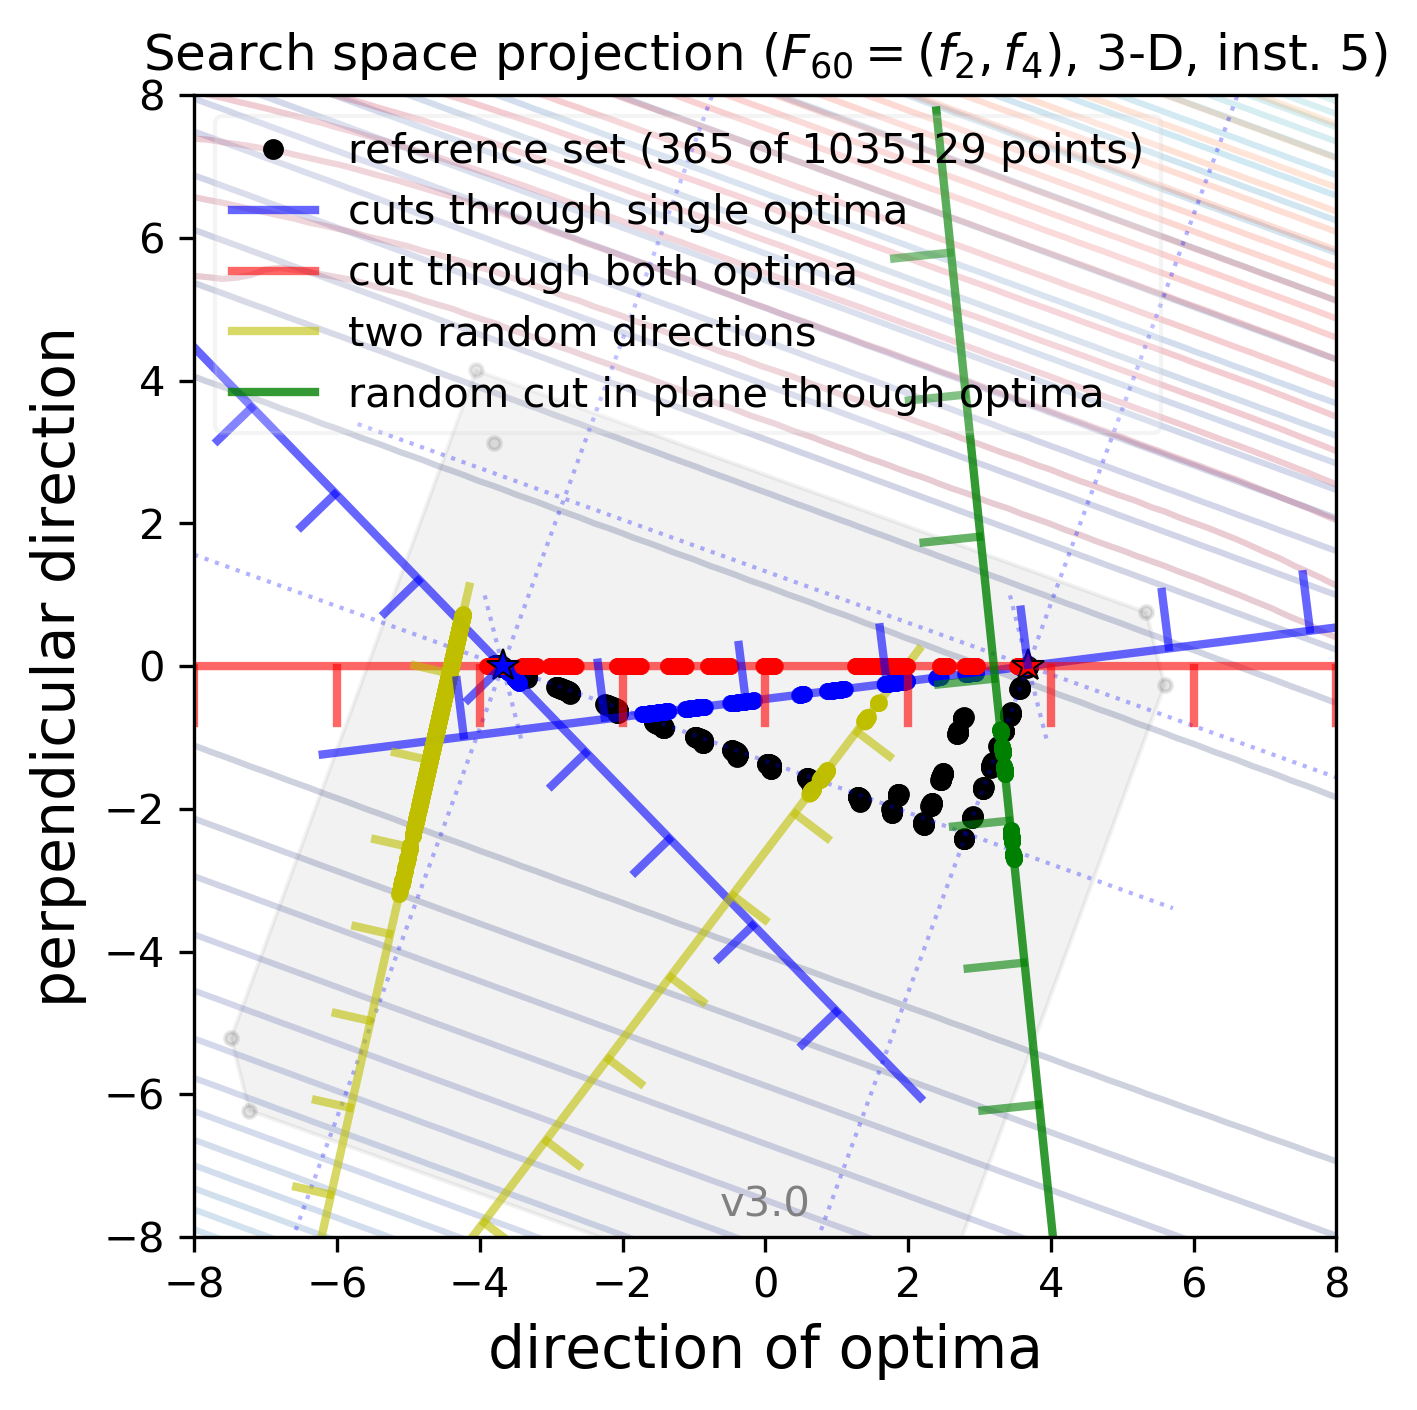 Search space projection (F60 = (f2, f4), 3-D, inst. 5)
reference set (365 of 1035129 points)
cuts through single optima
cut through both optima
two random directions
random cut in plane through optima
8
6
4
2
0
−2
−4
−6
−8
perpendicular direction
v3.0
−8 −6 −4 −2 0 2 4 6 8
direction of optima